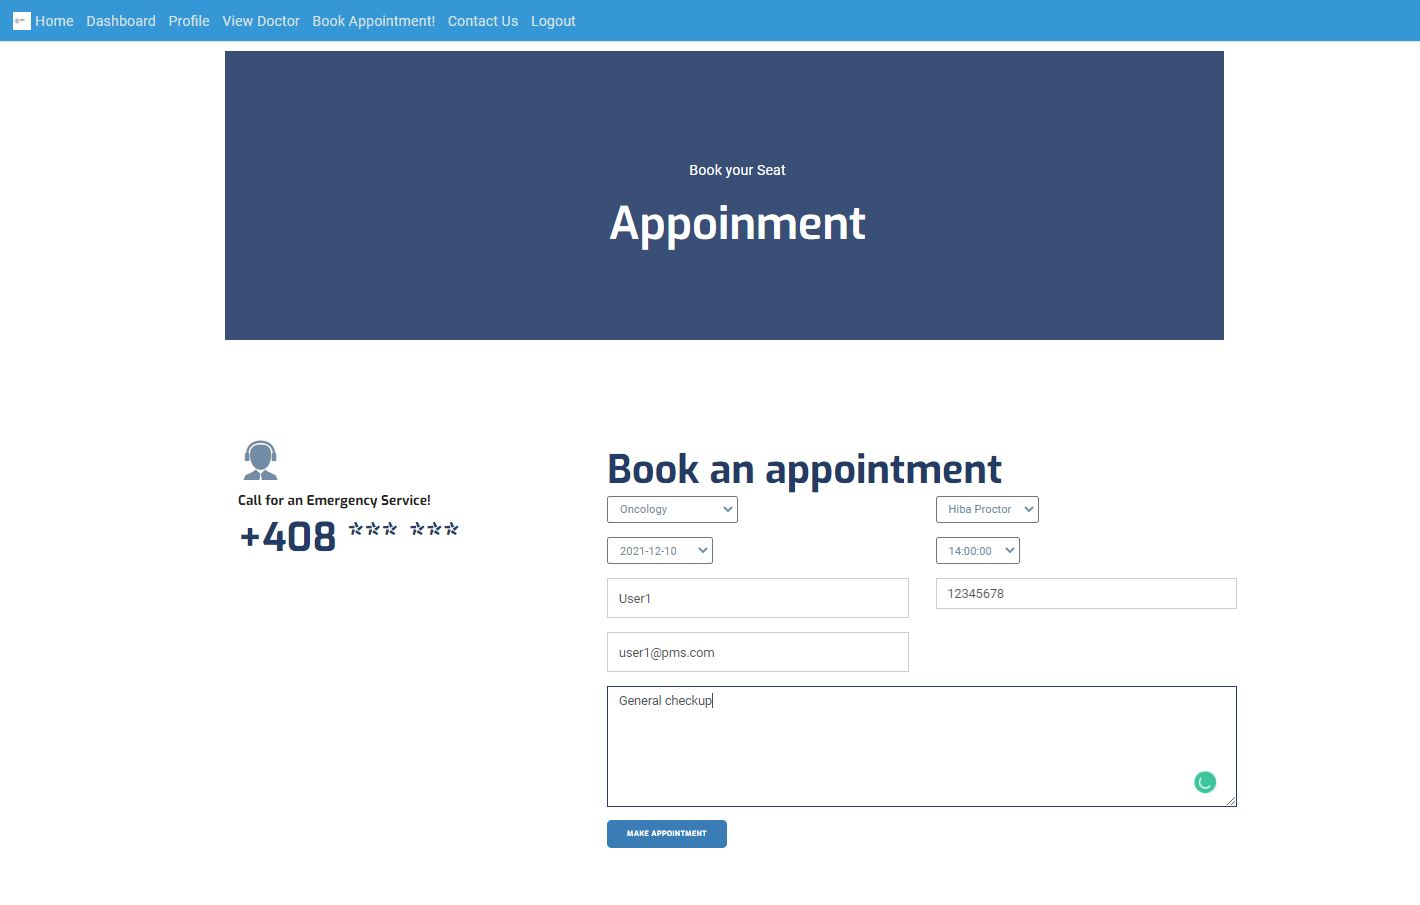 Home Dashboard Profile View Doctor Book Appointment! Contact Us Logout
Book your Seat
Appoinment
Call for an Emergency Service!
+408 *** ***
Book an appointment
Oncology Hiba Proctor
2021-12-10 14:00:00
User1 12345678
user1@pms.com
General checkup
MAKE APPOINTMENT